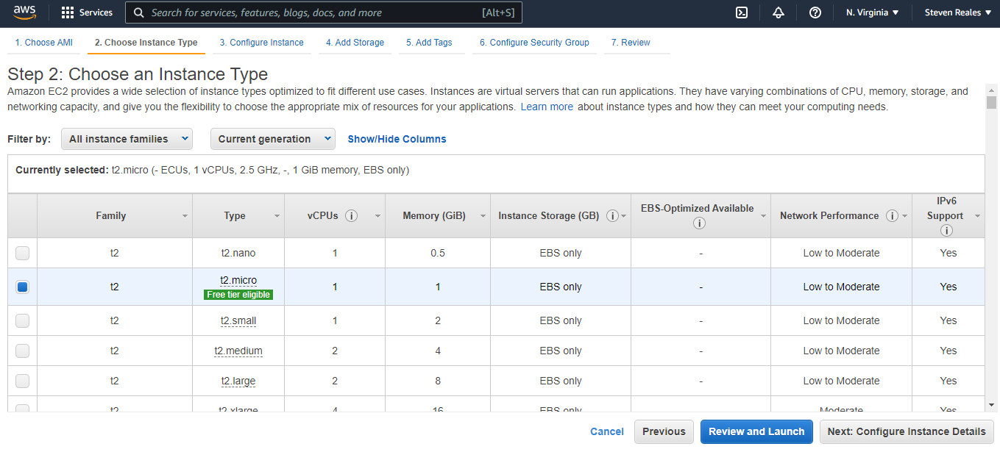 aws Services Search for services, features, blogs, docs, and more [Alt+S] N. Virginia Steven Reales
1. Choose AMI 2. Choose Instance Type 3. Configure Instance 4. Add Storage 5. Add Tags 6. Configure Security Group 7. Review
Step 2: Choose an Instance Type
Amazon EC2 provides a wide selection of instance types optimized to fit different use cases. Instances are virtual servers that can run applications. They have varying combinations of CPU, memory, storage, and
networking capacity, and give you the flexibility to choose the appropriate mix of resources for your applications. Learn more about instance types and how they can meet your computing needs.
Filter by: All instance families Current generation Show/Hide Columns
Currently selected: t2.micro (- ECUs, 1 vCPUs, 2.5 GHz, -, 1 GiB memory, EBS only)
Family Type vCPUs Memory (GiB) Instance Storage (GB) EBS-Optimized Available Network Performance IPv6 Support
t2 t2.nano 1 0.5 EBS only - Low to Moderate Yes
t2 t2.micro Free tier eligible 1 1 EBS only - Low to Moderate Yes
t2 t2.small 1 2 EBS only - Low to Moderate Yes
t2 t2.medium 2 4 EBS only - Low to Moderate Yes
t2 t2.large 2 8 EBS only - Low to Moderate Yes
t2 t2.xlarge 4 16 EBS only Moderate Yes
Cancel Previous Review and Launch Next: Configure Instance Details